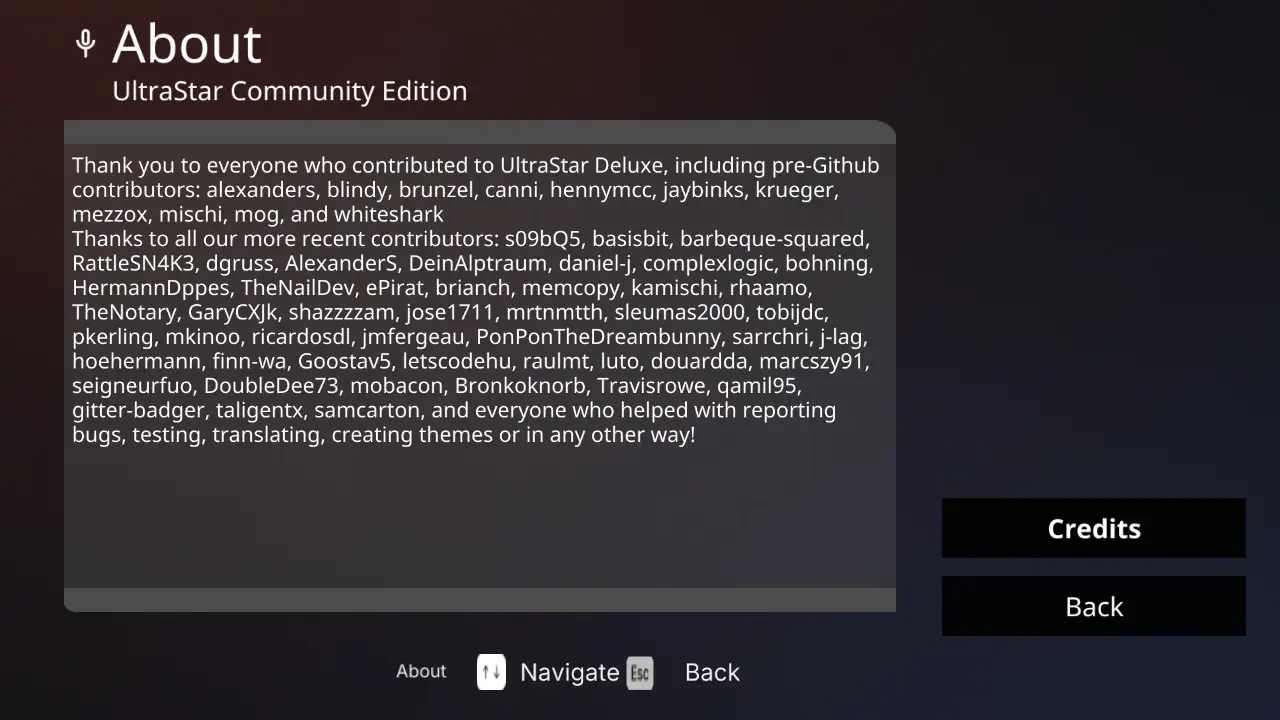 About
UltraStar Community Edition
Thank you to everyone who contributed to UltraStar Deluxe, including pre-Github
contributors: alexanders, blindy, brunzel, canni, hennymcc, jaybinks, krueger,
mezzox, mischi, mog, and whiteshark
Thanks to all our more recent contributors: s09bQ5, basisbit, barbeque-squared,
RattleSN4K3, dgruss, AlexanderS, DeinAlptraum, daniel-j, complexlogic, bohning,
HermannDppes, TheNailDev, ePirat, brianch, memcopy, kamischi, rhaamo,
TheNotary, GaryCXJk, shazzzzam, jose1711, mrtnmtth, sleumas2000, tobijdc,
pkerling, mkinoo, ricardosdl, jmfergeau, PonPonTheDreambunny, sarrchri, j-lag,
hoehermann, finn-wa, Goostav5, letscodehu, raulmt, luto, douardda, marcszy91,
seigneurfuo, DoubleDee73, mobacon, Bronkoknorb, Travisrowe, qamil95,
gitter-badger, taligentx, samcarton, and everyone who helped with reporting
bugs, testing, translating, creating themes or in any other way!
Credits
Back
About ↑↓ Navigate Esc Back